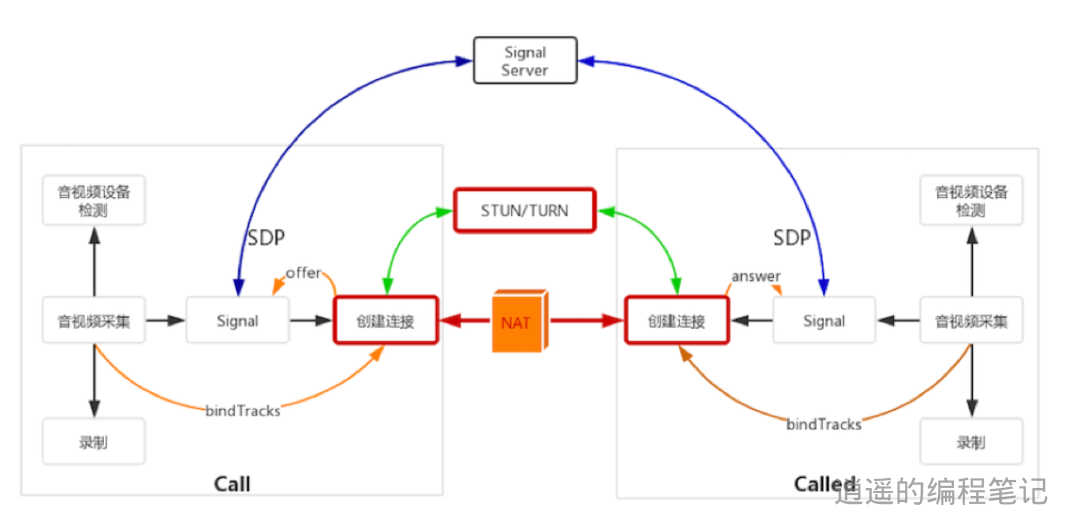 Signal
Server
音视频设备
检测
STUN/TURN
音视频设备
检测
SDP
SDP
offer
answer
音视频采集
Signal
创建连接
NAT
创建连接
Signal
音视频采集
bindTracks
bindTracks
录制
录制
Call
Called
逍遥的编程笔记